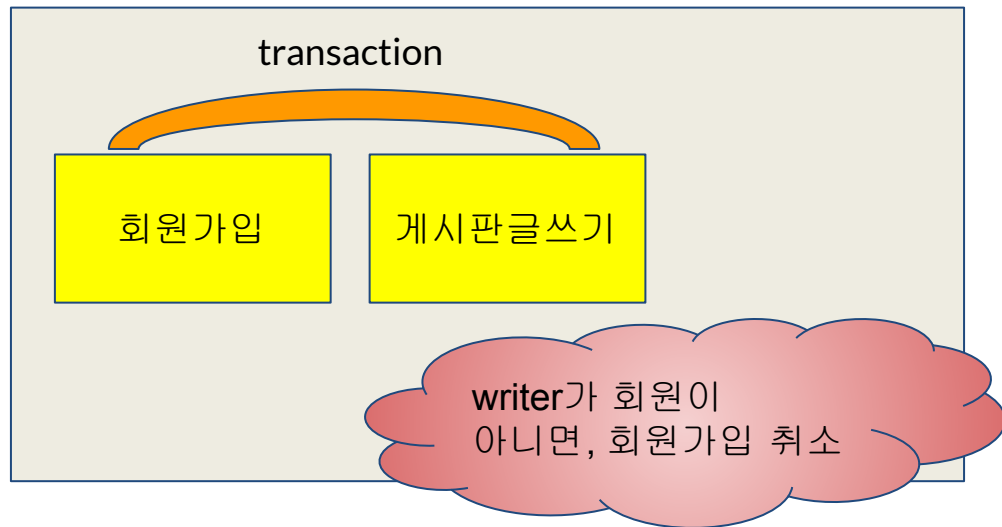 transaction
회원가입
게시판글쓰기
writer가 회원이
아니면, 회원가입 취소